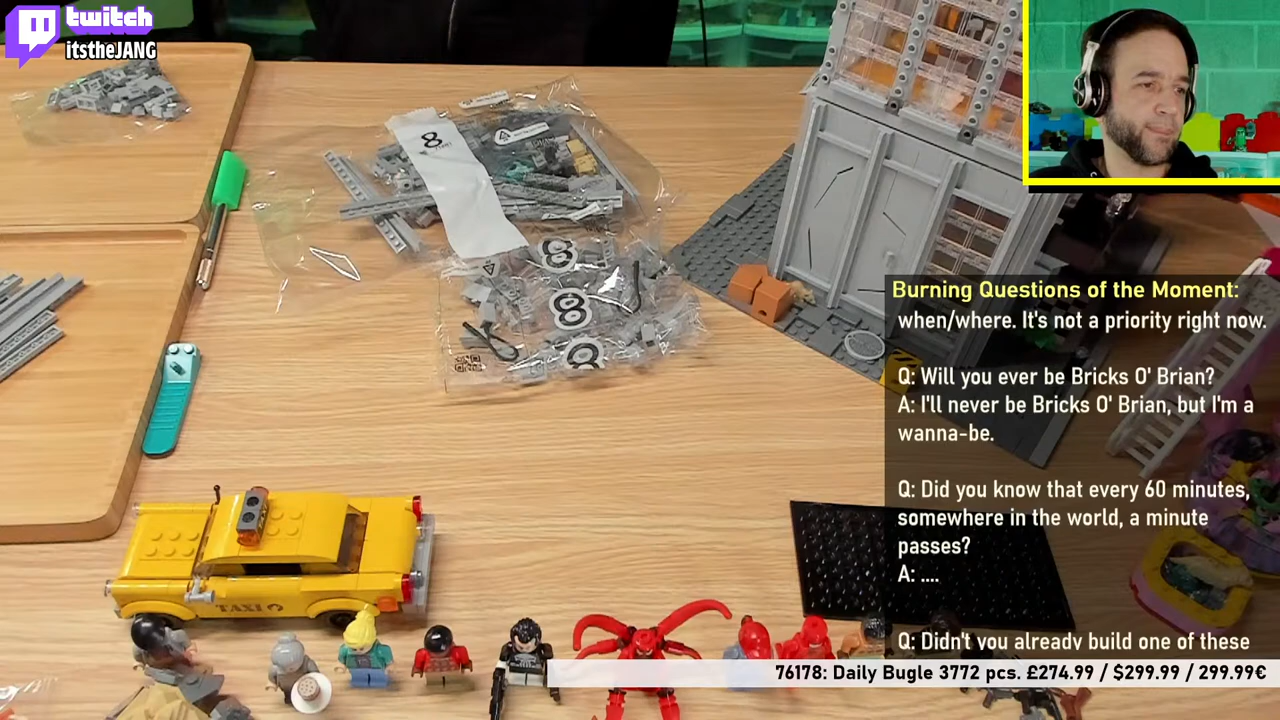 twitch
itstheJANG
8
8
8
8
TAXI
Burning Questions of the Moment:
when/where. It's not a priority right now.
Q: Will you ever be Bricks O' Brian?
A: I'll never be Bricks O' Brian, but I'm a
wanna-be.
Q: Did you know that every 60 minutes,
somewhere in the world, a minute
passes?
A: ....
Q: Didn't you already build one of these
76178: Daily Bugle 3772 pcs. £274.99 / $299.99 / 299.99€